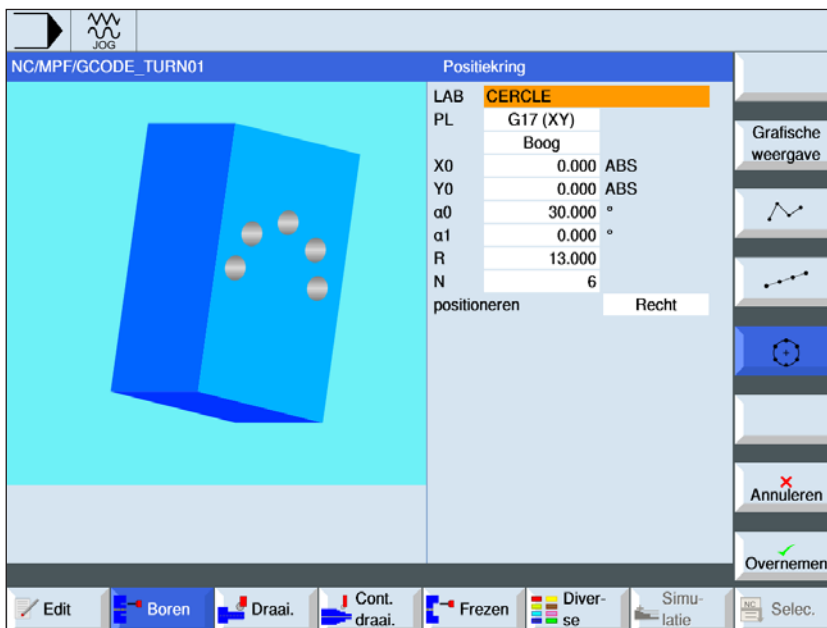 JOG
NC/MPF/GCODE_TURN01
Positiekring
LAB CERCLE
PL G17 (XY)
Boog
X0 0.000 ABS
Y0 0.000 ABS
α0 30.000 °
α1 0.000 °
R 13.000
N 6
positioneren Recht
Grafische
weergave
Annuleren
Overnemen
Edit
Boren
Draai.
Cont.
draai.
Frezen
Diver-
se
Simu-
latie
NC
Selec.